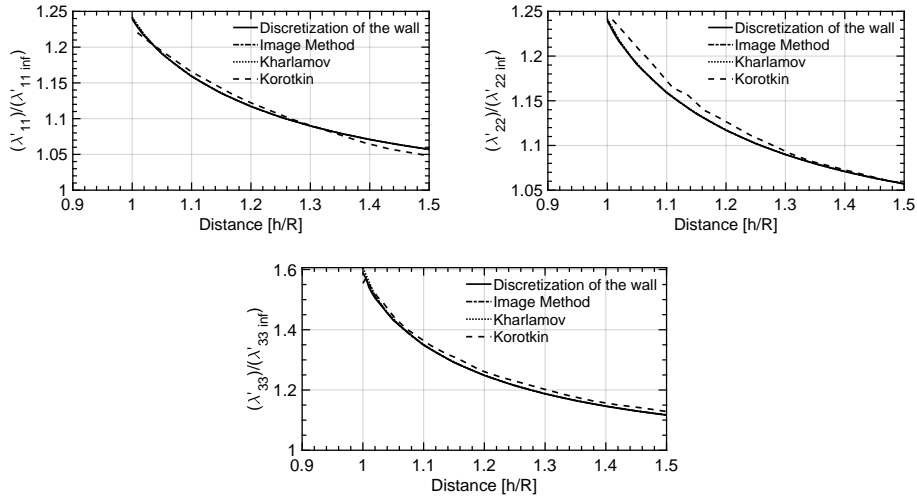 1.25
1.2
1.15
1.1
1.05
1
(λ'11)/(λ'11 inf)
Discretization of the wall
Image Method
Kharlamov
Korotkin
0.9 1 1.1 1.2 1.3 1.4 1.5
Distance [h/R]
1.25
1.2
1.15
1.1
1.05
(λ'22)/(λ'22 inf)
Discretization of the wall
Image Method
Kharlamov
Korotkin
0.9 1 1.1 1.2 1.3 1.4 1.5
Distance [h/R]
1.6
1.4
1.2
1
(λ'33)/(λ'33 inf)
Discretization of the wall
Image Method
Kharlamov
Korotkin
0.9 1 1.1 1.2 1.3 1.4 1.5
Distance [h/R]